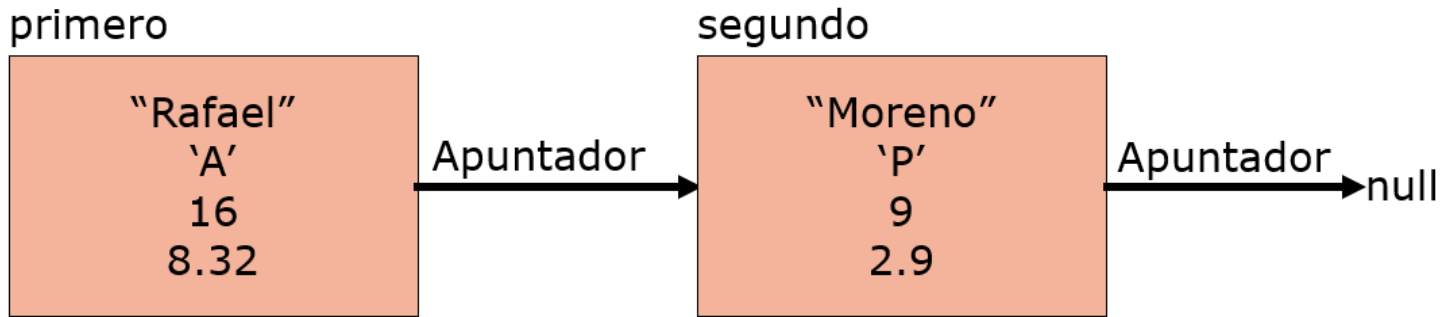 primero
“Rafael”
‘A’
16
8.32
Apuntador
segundo
“Moreno”
‘P’
9
2.9
Apuntador
null